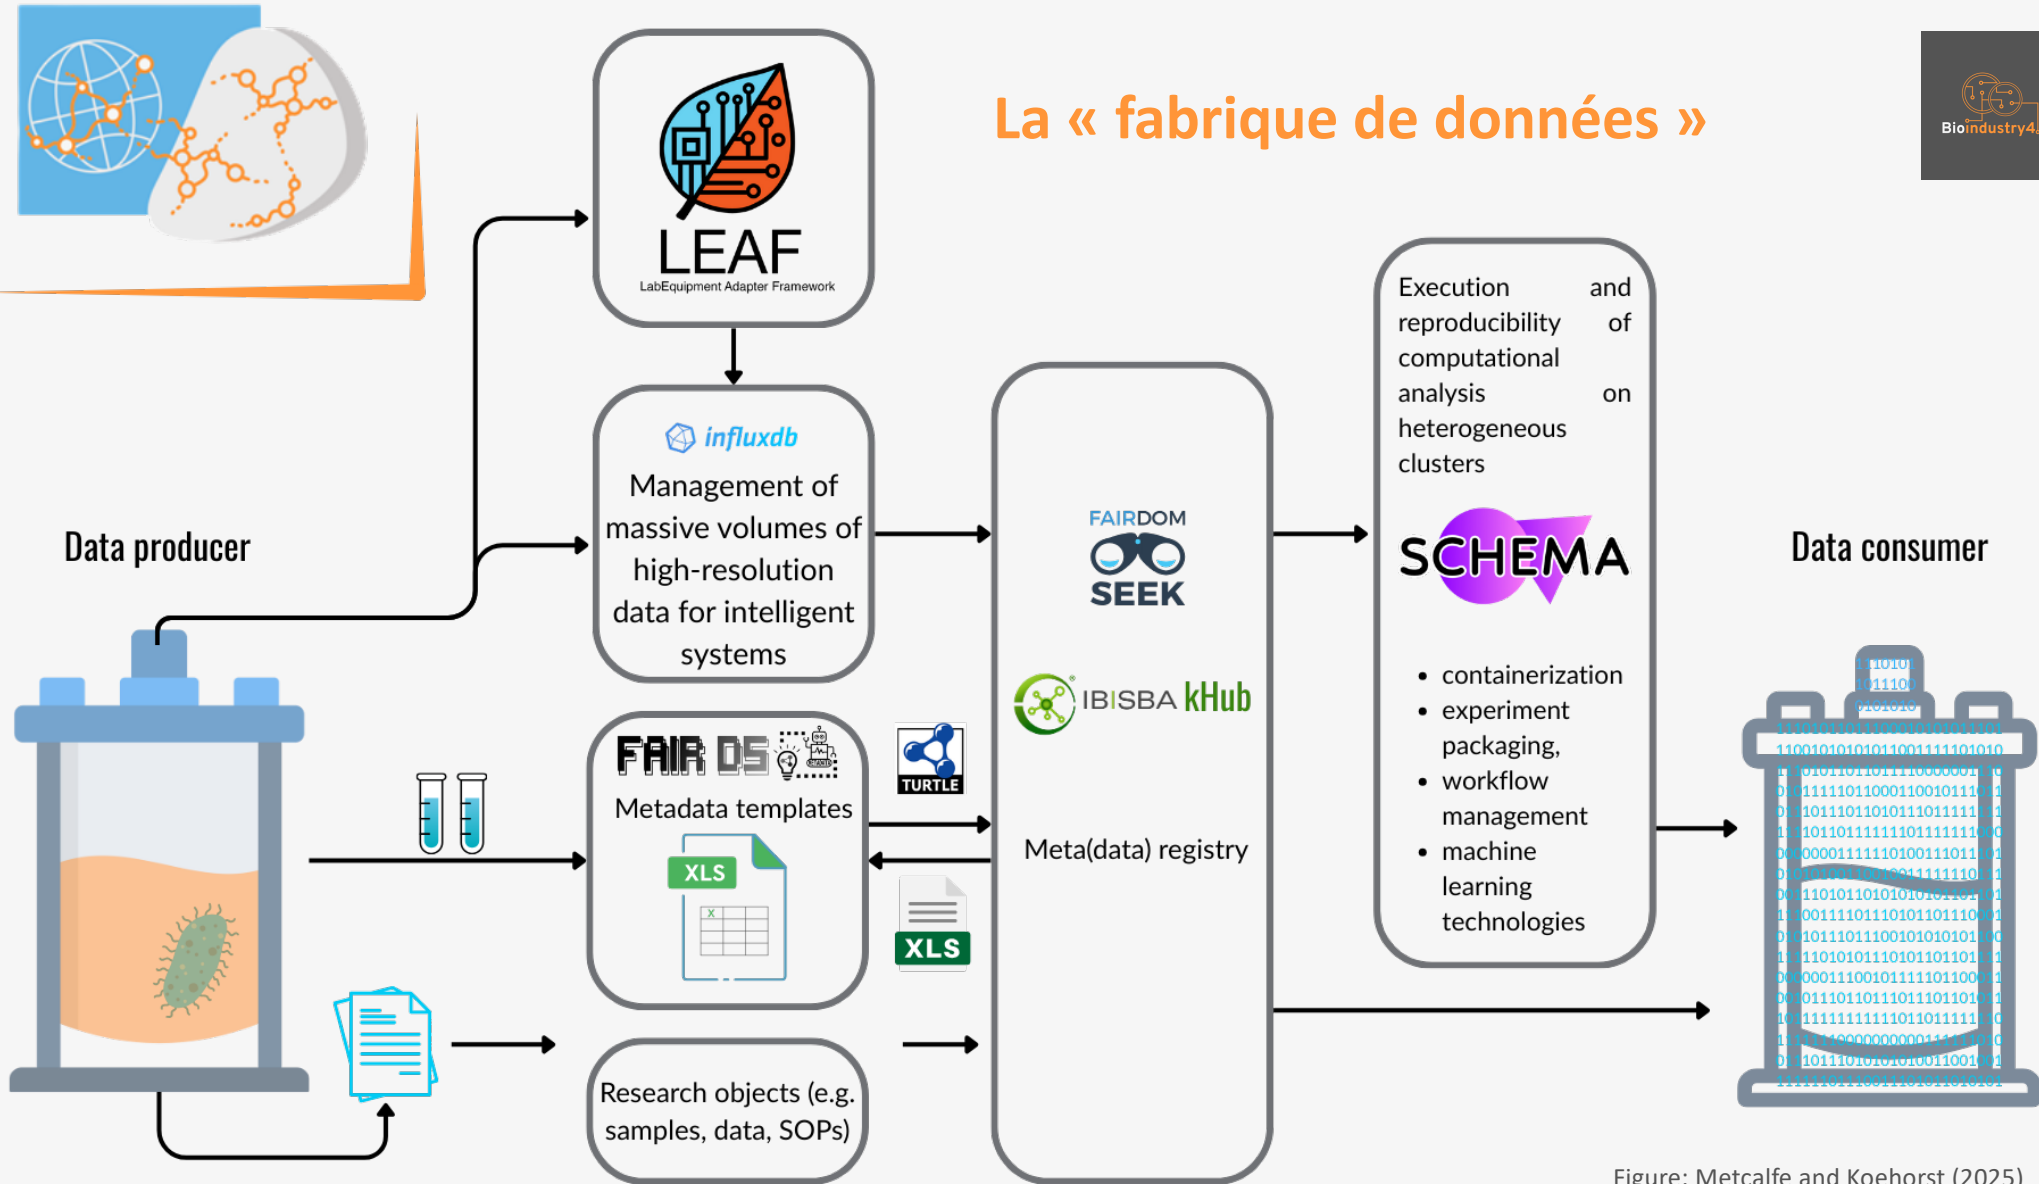 La « fabrique de données »
Bioindustry4.
LEAF
LabEquipment Adapter Framework
influxdb
Management of
massive volumes of
high-resolution
data for intelligent
systems
Data producer
FAIR DS
Metadata templates
XLS
X
TURTLE
XLS
Research objects (e.g.
samples, data, SOPs)
FAIRDOM
SEEK
IBISBA kHub
Meta(data) registry
Execution and
reproducibility of
computational
analysis on
heterogeneous
clusters
SCHEMA
• containerization
• experiment
packaging,
• workflow
management
• machine
learning
technologies
Data consumer
Figure: Metcalfe and Koehorst (2025)